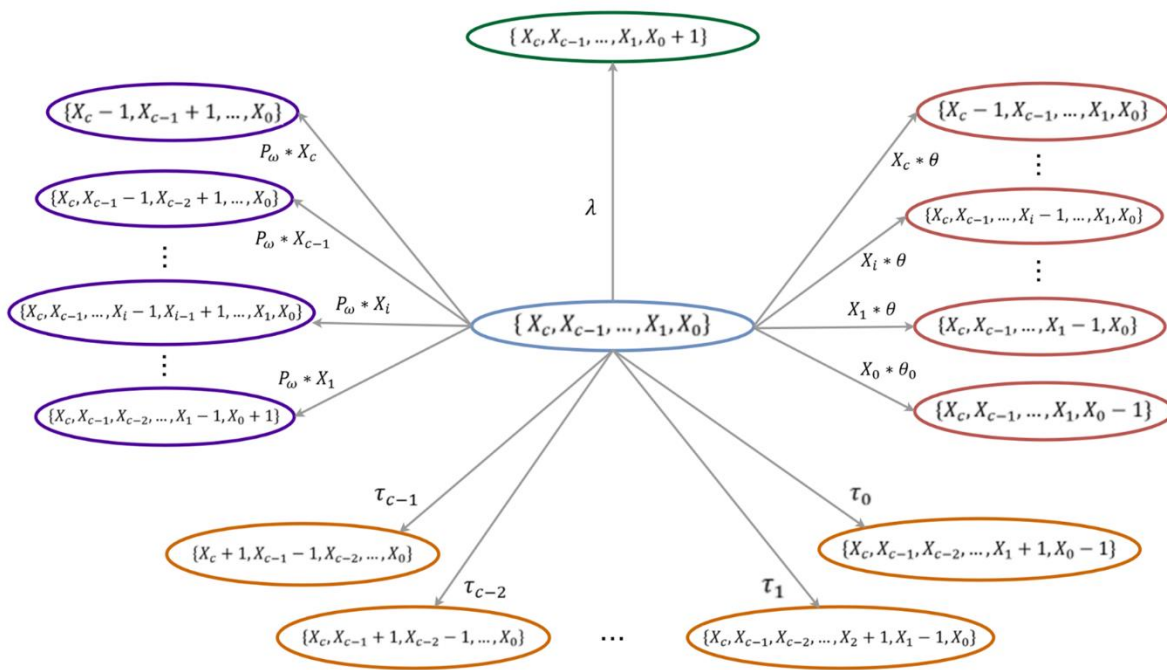 { X_c, X_{c-1}, …, X_1, X_0 + 1}
{X_c − 1, X_{c-1} + 1, …, X_0}
{X_c − 1, X_{c-1}, …, X_1, X_0}
P_ω * X_c
X_c * θ
⋮
{X_c, X_{c-1} − 1, X_{c-2} + 1, …, X_0}
λ
{X_c, X_{c-1}, …, X_i − 1, …, X_1, X_0}
P_ω * X_{c-1}
⋮
X_i * θ
⋮
{X_c, X_{c-1}, …, X_i − 1, X_{i-1} + 1, …, X_1, X_0}
P_ω * X_i
{ X_c, X_{c-1}, …, X_1, X_0}
X_1 * θ
{X_c, X_{c-1}, …, X_1 − 1, X_0}
⋮
P_ω * X_1
X_0 * θ_0
{X_c, X_{c-1}, X_{c-2}, …, X_1 − 1, X_0 + 1}
{X_c, X_{c-1}, …, X_1, X_0 − 1}
τ_{c-1}
τ_0
{X_c + 1, X_{c-1} − 1, X_{c-2}, …, X_0}
{X_c, X_{c-1}, X_{c-2}, …, X_1 + 1, X_0 − 1}
τ_{c-2}
τ_1
{X_c, X_{c-1} + 1, X_{c-2} − 1, …, X_0}
…
{X_c, X_{c-1}, X_{c-2}, …, X_2 + 1, X_1 − 1, X_0}